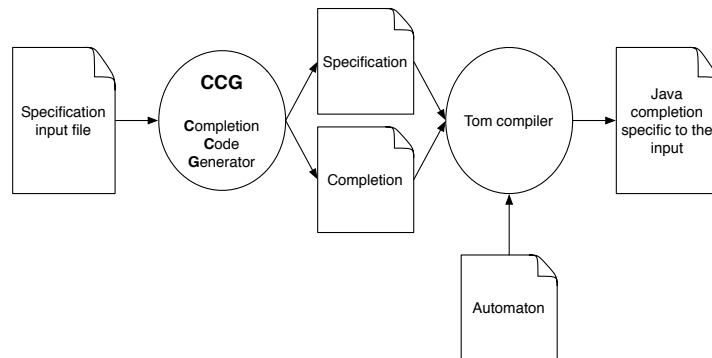 Specification
input file
CCG
Completion
Code
Generator
Specification
Completion
Tom compiler
Automaton
Java
completion
specific to the
input